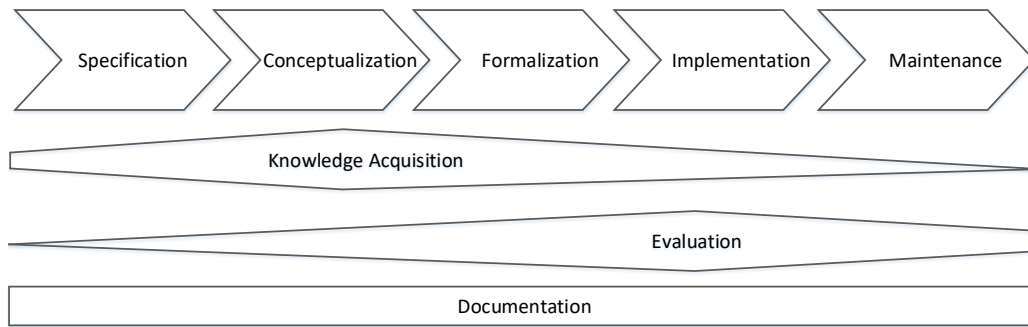 Specification
Conceptualization
Formalization
Implementation
Maintenance
Knowledge Acquisition
Evaluation
Documentation